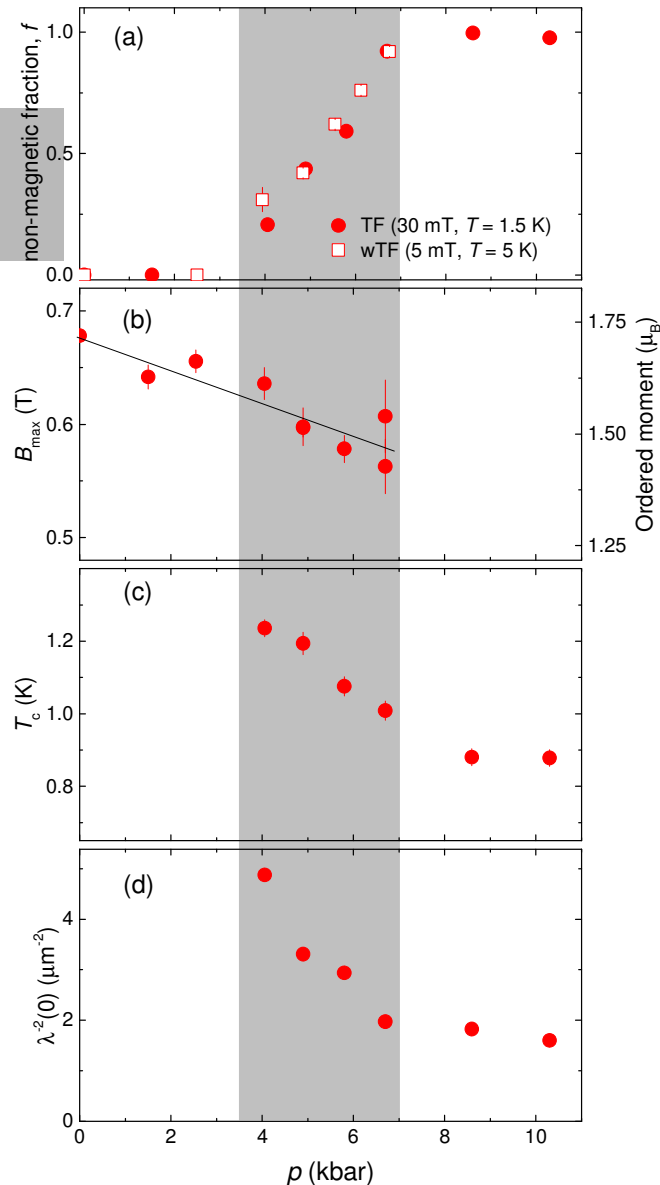 (a)
non-magnetic fraction, f
1.0
0.5
0.0
TF (30 mT, T = 1.5 K)
wTF (5 mT, T = 5 K)
(b)
B_max (T)
0.7
0.6
0.5
1.75
1.50
1.25
Ordered moment (μ_B)
(c)
T_c (K)
1.2
1.0
0.8
(d)
λ⁻²(0) (μm⁻²)
4
2
0
0 2 4 6 8 10
p (kbar)